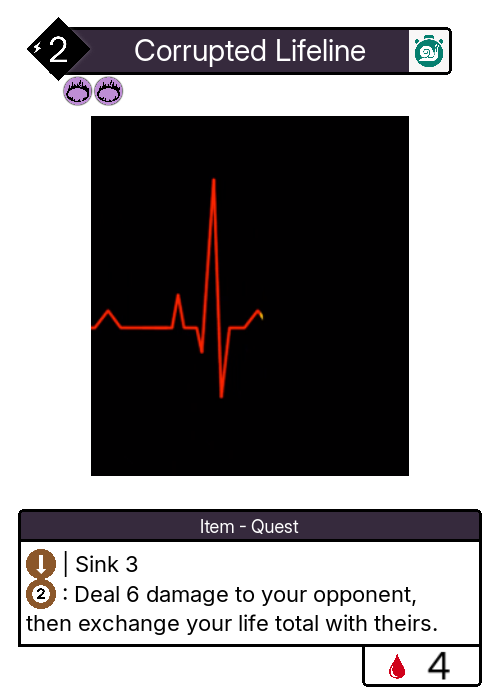 2 Corrupted Lifeline
Item - Quest
| Sink 3
2 : Deal 6 damage to your opponent,
then exchange your life total with theirs.
4